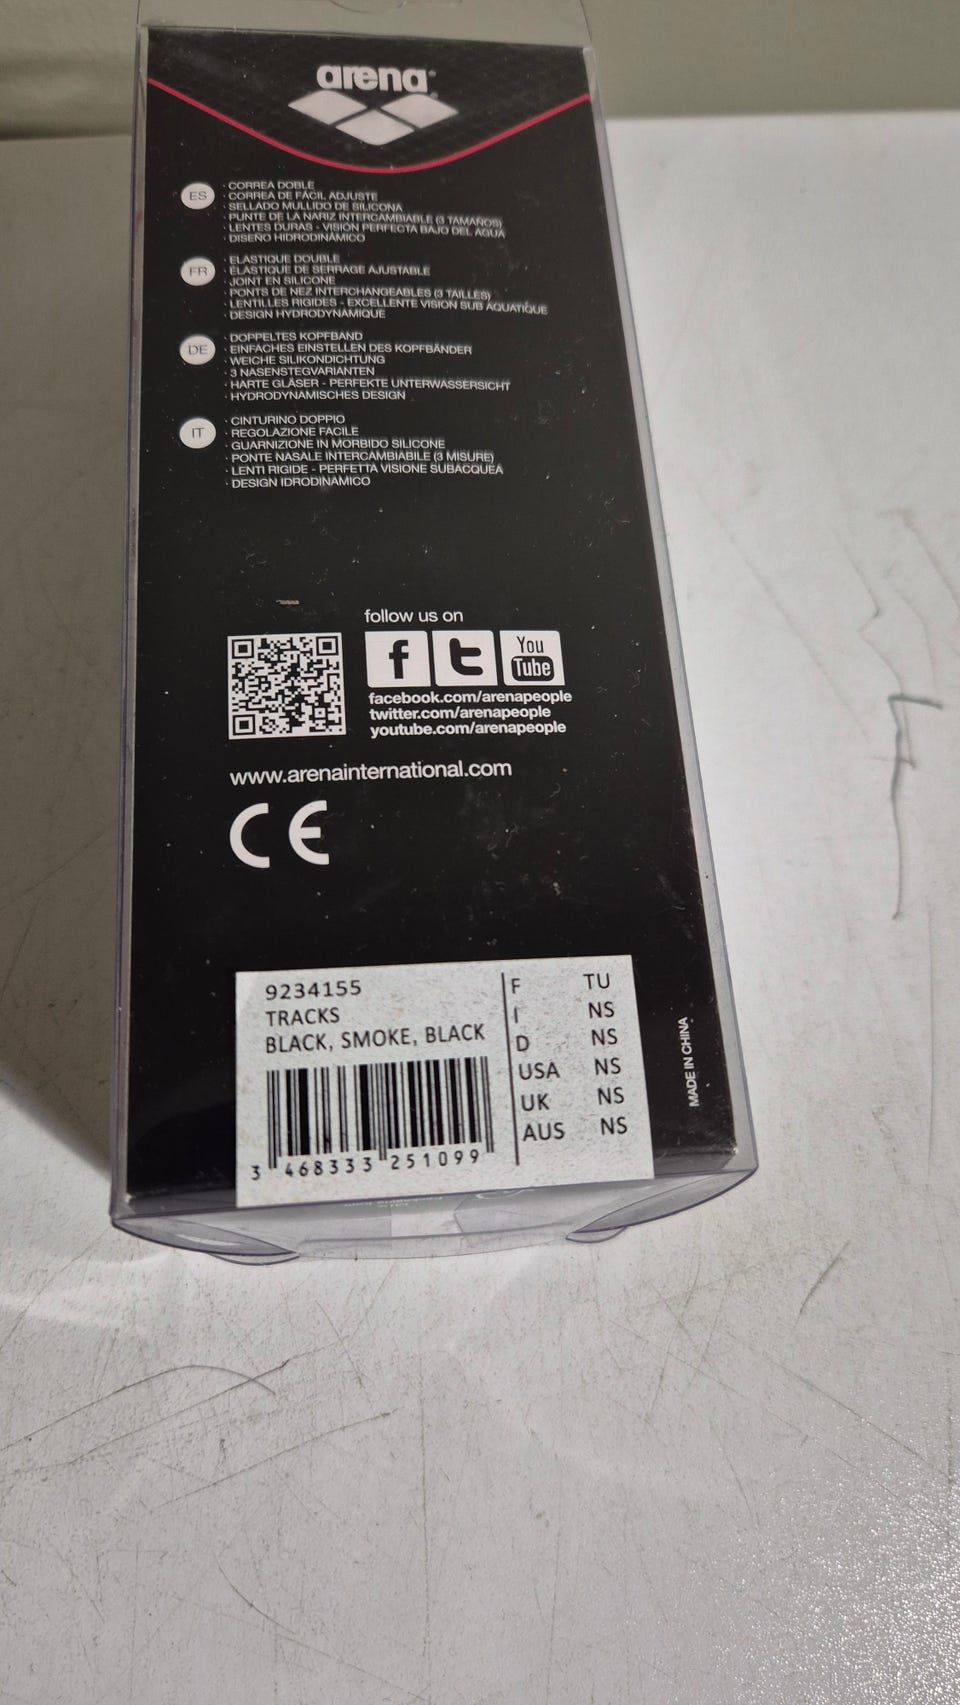 arena
ES
· CORREA DOBLE
· CORREA DE FÁCIL ADJUSTE
· SELLADO MULLIDO DE SILICONA
· PUNTE DE LA NARIZ INTERCAMBIABLE (3 TAMAÑOS)
· LENTES DURAS - VISIÓN PERFECTA BAJO DEL AGUA
· DISEÑO HIDRODINÁMICO
FR
· ELASTIQUE DOUBLE
· ÉLASTIQUE DE SERRAGE AJUSTABLE
· JOINT EN SILICONE
· PONTS DE NEZ INTERCHANGEABLES (3 TAILLES)
· LENTILLES RIGIDES - EXCELLENTE VISION SUB AQUATIQUE
· DESIGN HYDRODYNAMIQUE
DE
· DOPPELTES KOPFBAND
· EINFACHES EINSTELLEN DES KOPFBÄNDER
· WEICHE SILIKONDICHTUNG
· 3 NASENSTEGVARIANTEN
· HARTE GLÄSER - PERFEKTE UNTERWASSERSICHT
· HYDRODYNAMISCHES DESIGN
IT
· CINTURINO DOPPIO
· REGOLAZIONE FACILE
· GUARNIZIONE IN MORBIDO SILICONE
· PONTE NASALE INTERCAMBIABILE (3 MISURE)
· LENTI RIGIDE - PERFETTA VISIONE SUBACQUEA
· DESIGN IDRODINAMICO
follow us on
f t You Tube
facebook.com/arenapeople
twitter.com/arenapeople
youtube.com/arenapeople
www.arenainternational.com
CE
9234155
TRACKS
BLACK, SMOKE, BLACK
3 468333 251099
F TU
I NS
D NS
USA NS
UK NS
AUS NS
MADE IN CHINA